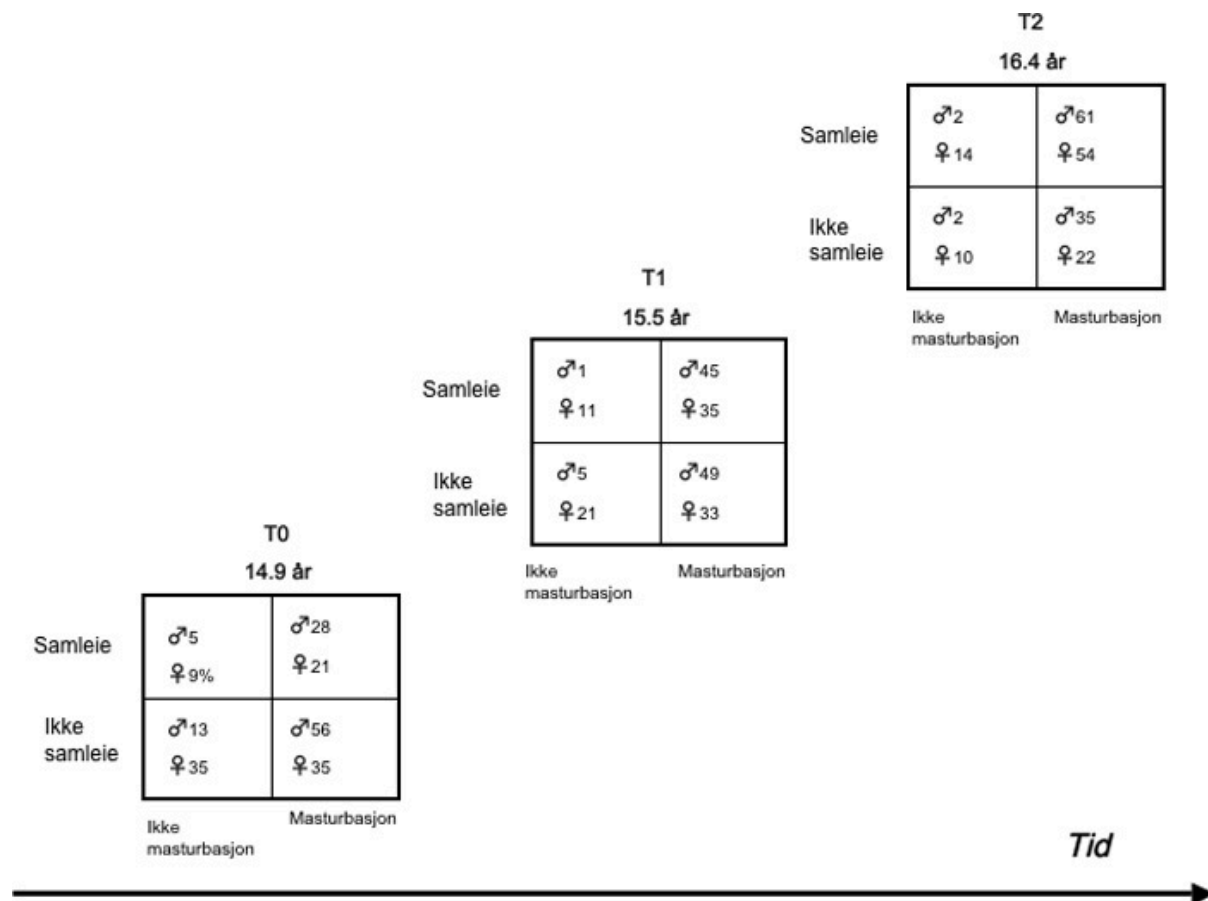 T2
16.4 år
Samleie
♂2 ♂61
♀14 ♀54
Ikke
samleie
♂2 ♂35
♀10 ♀22
Ikke
masturbasjon
Masturbasjon
T1
15.5 år
Samleie
♂1 ♂45
♀11 ♀35
Ikke
samleie
♂5 ♂49
♀21 ♀33
Ikke
masturbasjon
Masturbasjon
T0
14.9 år
Samleie
♂5 ♂28
♀9% ♀21
Ikke
samleie
♂13 ♂56
♀35 ♀35
Ikke
masturbasjon
Masturbasjon
Tid